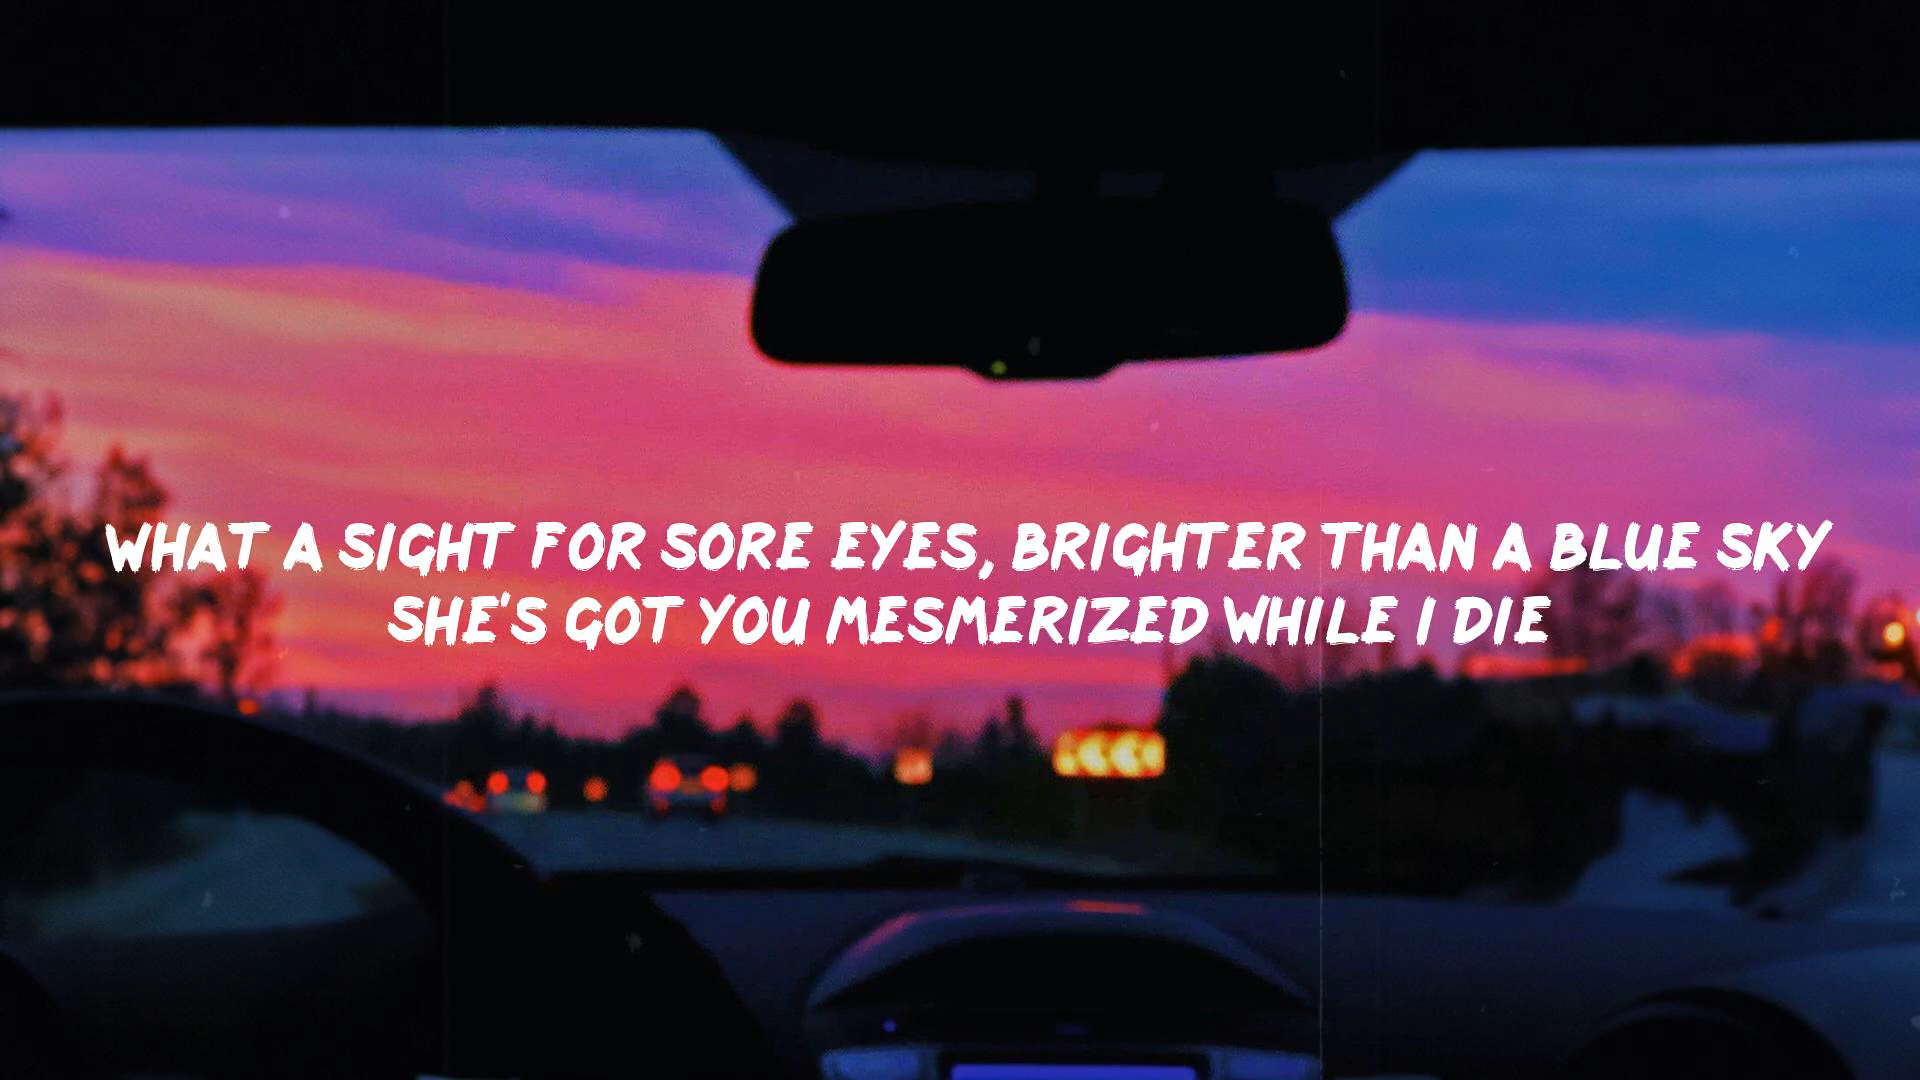 WHAT A SIGHT FOR SORE EYES, BRIGHTER THAN A BLUE SKY
SHE'S GOT YOU MESMERIZED WHILE I DIE